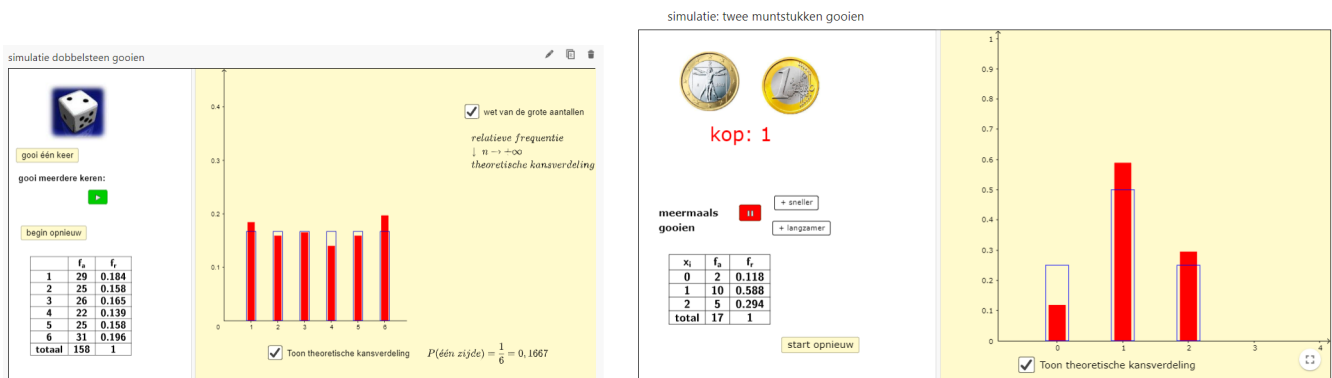 simulatie dobbelsteen gooien
gooi één keer
gooi meerdere keren:
begin opnieuw
fa fr
1 29 0.184
2 25 0.158
3 26 0.165
4 22 0.139
5 25 0.158
6 31 0.196
totaal 158 1
0.4
0.3
0.2
0.1
0 1 2 3 4 5 6
wet van de grote aantallen
relatieve frequentie
↓ n → +∞
theoretische kansverdeling
Toon theoretische kansverdeling
P(één zijde) = 1/6 = 0,1667
simulatie: twee muntstukken gooien
kop: 1
meermaals
gooien
+ sneller
+ langzamer
xi fa fr
0 2 0.118
1 10 0.588
2 5 0.294
total 17 1
start opnieuw
1
0.9
0.8
0.7
0.6
0.5
0.4
0.3
0.2
0.1
0
0 1 2 3 4
Toon theoretische kansverdeling